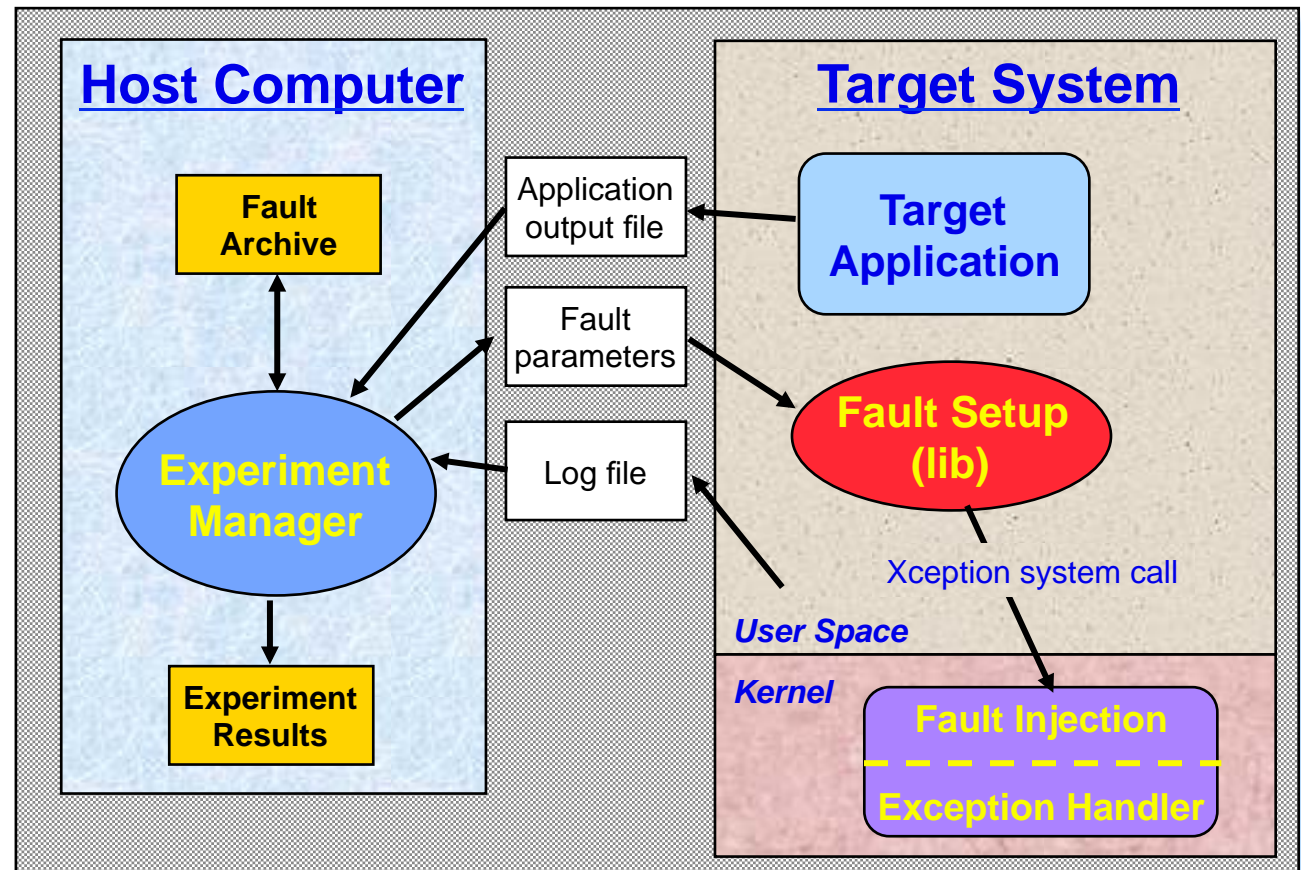 Host Computer
Fault
Archive
Experiment
Manager
Experiment
Results
Application
output file
Fault
parameters
Log file
Target System
Target
Application
Fault Setup
(lib)
Xception system call
User Space
Kernel
Fault Injection
Exception Handler